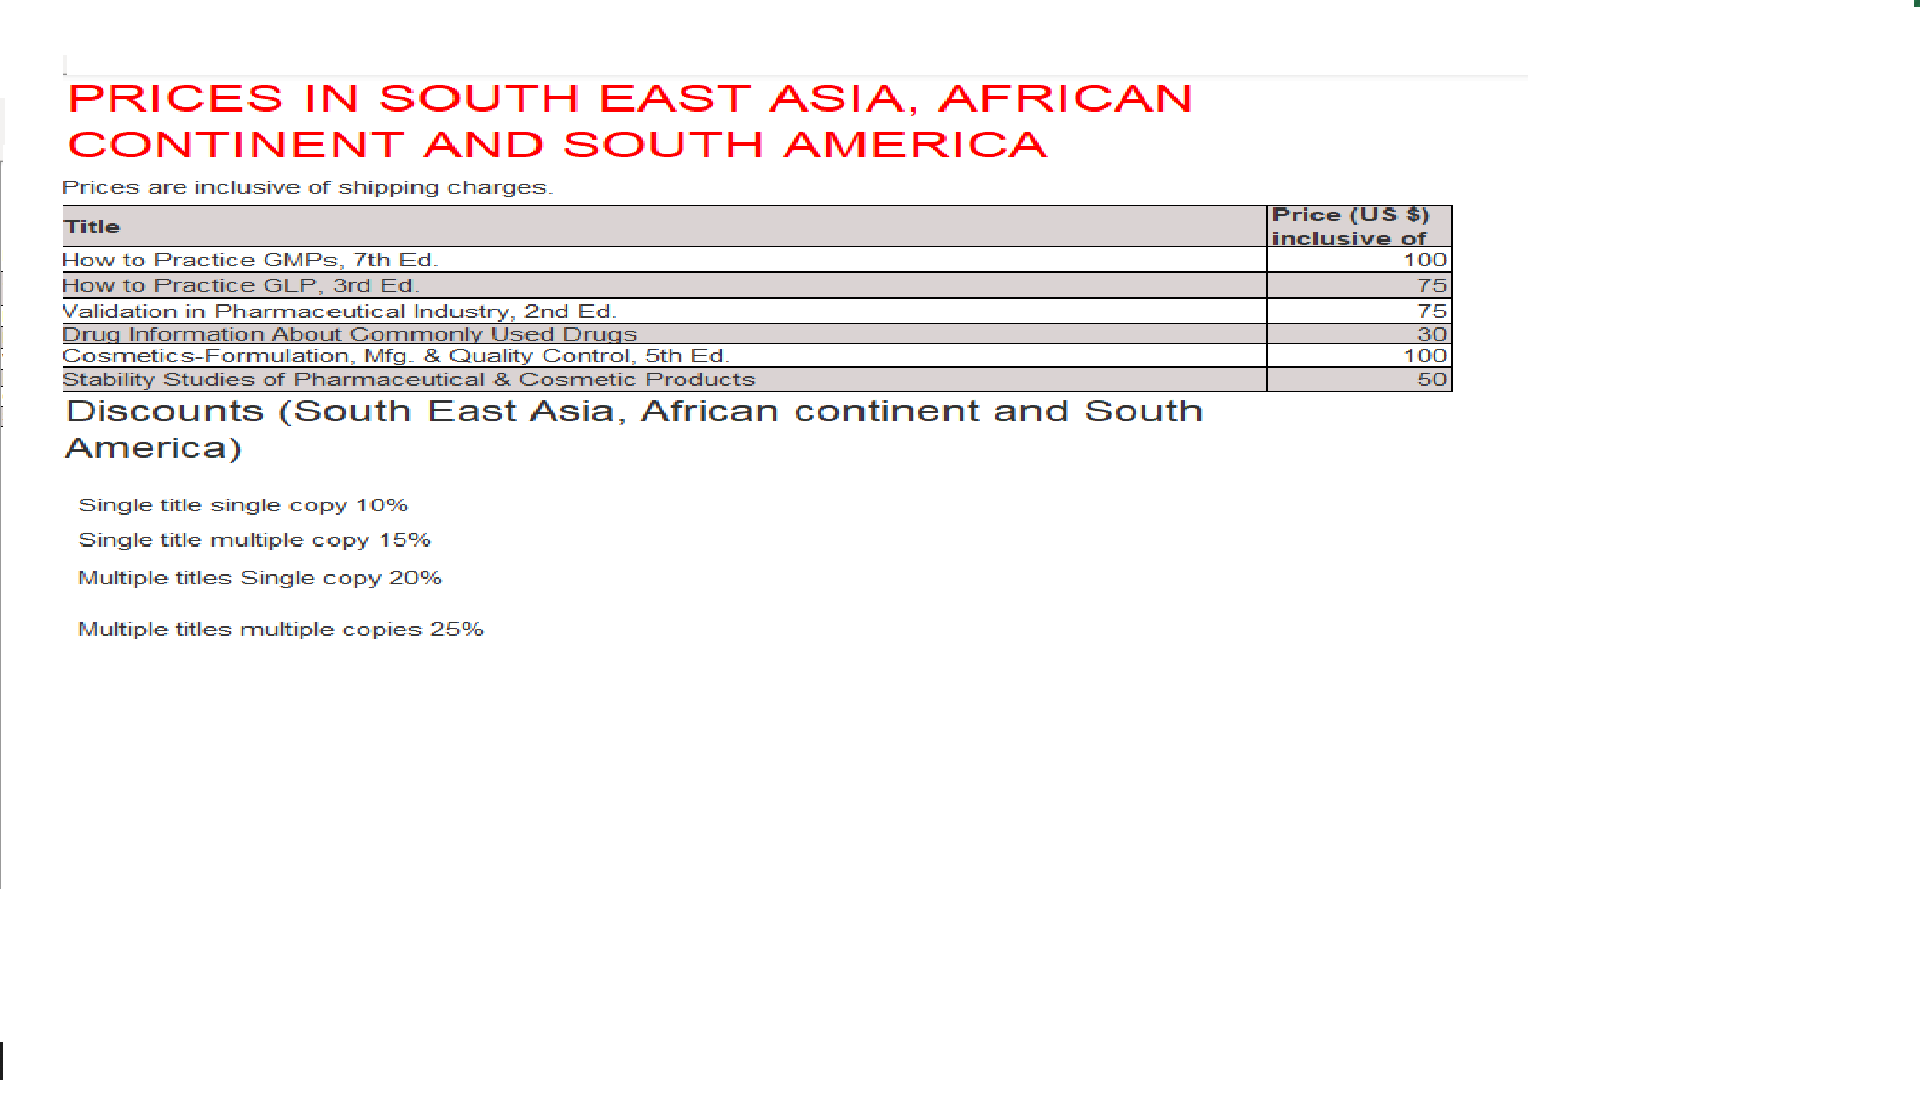 PRICES IN SOUTH EAST ASIA, AFRICAN
CONTINENT AND SOUTH AMERICA
Prices are inclusive of shipping charges.
Title
Price (US $)
inclusive of
How to Practice GMPs, 7th Ed. 100
How to Practice GLP, 3rd Ed. 75
Validation in Pharmaceutical Industry, 2nd Ed. 75
Drug Information About Commonly Used Drugs 30
Cosmetics-Formulation, Mfg. & Quality Control, 5th Ed. 100
Stability Studies of Pharmaceutical & Cosmetic Products 50
Discounts (South East Asia, African continent and South
America)
Single title single copy 10%
Single title multiple copy 15%
Multiple titles Single copy 20%
Multiple titles multiple copies 25%